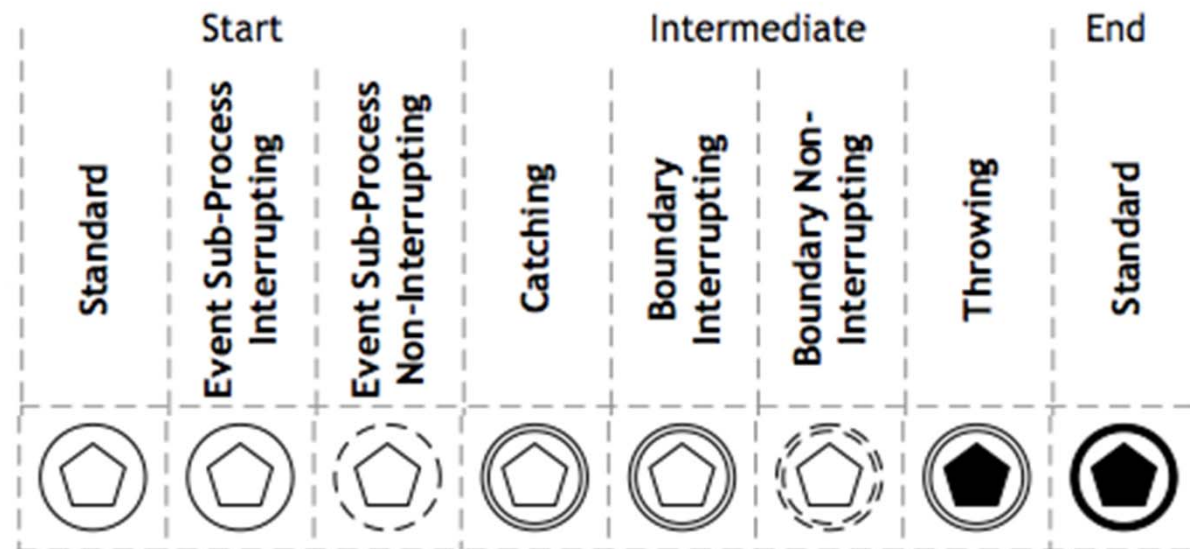 Start
Intermediate
End
Standard
Event Sub-Process
Interrupting
Event Sub-Process
Non-Interrupting
Catching
Boundary
Interrupting
Boundary Non-
Interrupting
Throwing
Standard